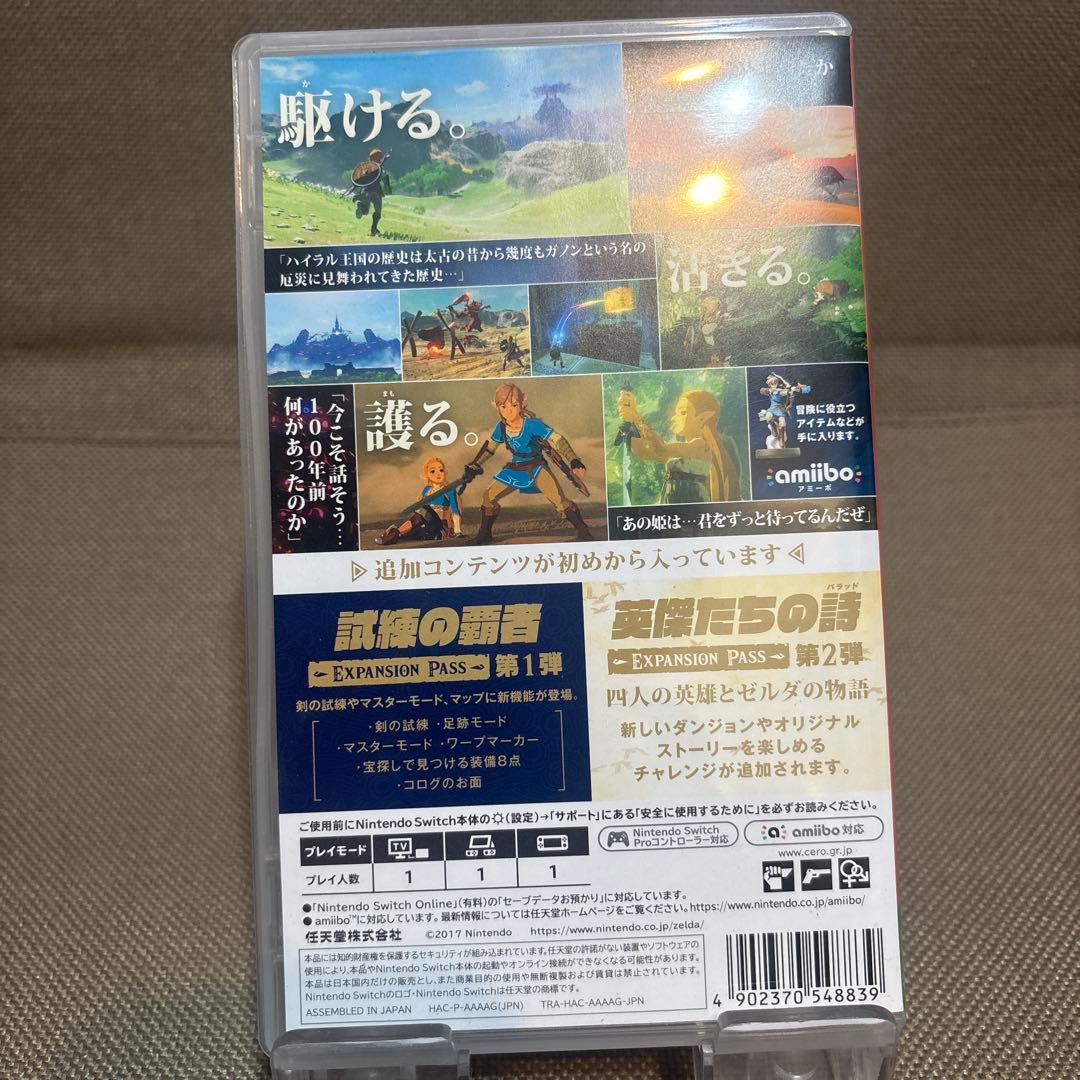 駆ける。
か
か
「ハイラル王国の歴史は太古の昔から幾度もガノンという名の
厄災に見舞われてきた歴史…」
活きる。
「今こそ話そう…
100年前
何があったのか」
護る。
まも
冒険に役立つ
アイテムなどが
手に入ります。
amiibo
アミーボ
「あの姫は…君をずっと待ってるんだぜ」
追加コンテンツが初めから入っています
試練の覇者
EXPANSION PASS 第1弾
剣の試練やマスターモード、マップに新機能が登場。
・剣の試練 ・足跡モード
・マスターモード ・ワープマーカー
・宝探しで見つける装備8点
・コログのお面
英傑たちの詩
バラッド
EXPANSION PASS 第2弾
四人の英雄とゼルダの物語
新しいダンジョンやオリジナル
ストーリーを楽しめる
チャレンジが追加されます。
ご使用前にNintendo Switch本体の(設定)→「サポート」にある「安全に使用するために」を必ずお読みください。
プレイモード TV
プレイ人数 1 1 1
Nintendo Switch
Proコントローラー対応
amiibo 対応
www.cero.gr.jp
●「Nintendo Switch Online」(有料)の「セーブデータお預かり」に対応しています。
●amiibo™に対応しています。最新情報については任天堂ホームページをご覧ください。https://www.nintendo.co.jp/amiibo/
任天堂株式会社 ©2017 Nintendo https://www.nintendo.co.jp/zelda/
本品には知的財産権を保護するセキュリティが組み込まれています。任天堂の許諾がない装置やソフトウェアの
使用により、本品やNintendo Switch本体の起動やオンライン接続ができなくなる可能性があります。
本品は日本国内だけの販売とし、また商業目的の使用や無断複製および賃貸は禁止されています。
Nintendo Switchのロゴ・Nintendo Switchは任天堂の商標です。
ASSEMBLED IN JAPAN HAC-P-AAAAG(JPN) TRA-HAC-AAAAG-JPN
4 902370 548839